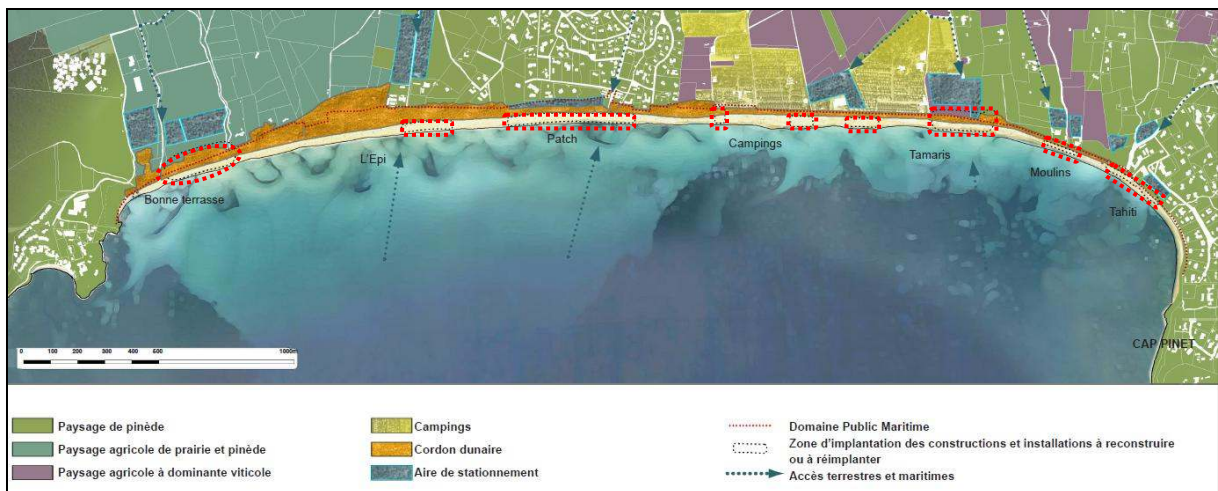 L'Epi
Patch
Campings
Bonne terrasse
Tamaris
Moulins
Tahiti
CAP PINET
0 100 200 300 400 500 1000m
Paysage de pinède
Paysage agricole de prairie et pinède
Paysage agricole à dominante viticole
Campings
Cordon dunaire
Aire de stationnement
Domaine Public Maritime
Zone d'implantation des constructions et installations à reconstruire
ou à réimplanter
Accès terrestres et maritimes